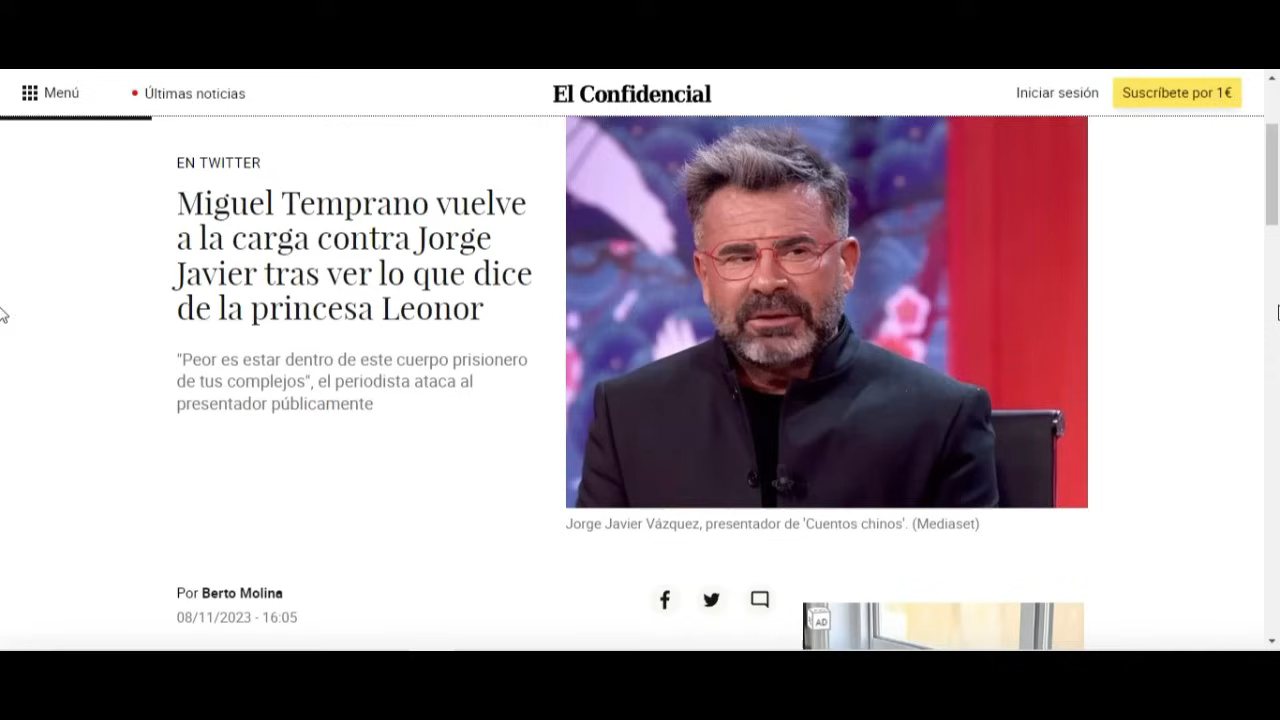 Menú
Últimas noticias
El Confidencial
Iniciar sesión
Suscríbete por 1€
EN TWITTER
Miguel Temprano vuelve
a la carga contra Jorge
Javier tras ver lo que dice
de la princesa Leonor
"Peor es estar dentro de este cuerpo prisionero
de tus complejos", el periodista ataca al
presentador públicamente
Jorge Javier Vázquez, presentador de 'Cuentos chinos'. (Mediaset)
Por Berto Molina
08/11/2023 - 16:05
AD